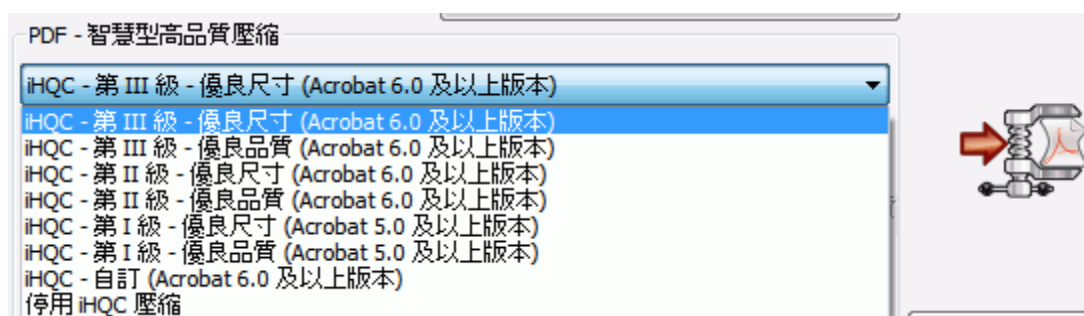 PDF - 智慧型高品質壓縮
iHQC - 第 III 級 - 優良尺寸 (Acrobat 6.0 及以上版本)
iHQC - 第 III 級 - 優良尺寸 (Acrobat 6.0 及以上版本)
iHQC - 第 III 級 - 優良品質 (Acrobat 6.0 及以上版本)
iHQC - 第 II 級 - 優良尺寸 (Acrobat 6.0 及以上版本)
iHQC - 第 II 級 - 優良品質 (Acrobat 6.0 及以上版本)
iHQC - 第 I 級 - 優良尺寸 (Acrobat 5.0 及以上版本)
iHQC - 第 I 級 - 優良品質 (Acrobat 5.0 及以上版本)
iHQC - 自訂 (Acrobat 6.0 及以上版本)
停用 iHQC 壓縮